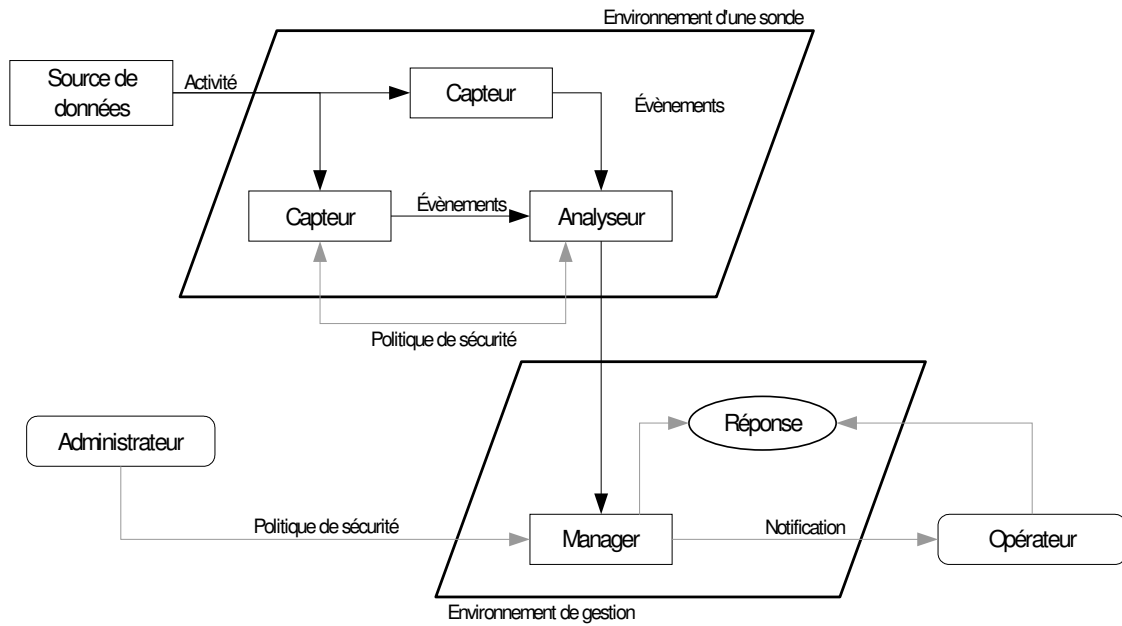 Environnement d'une sonde
Source de
données
Activité
Capteur
Évènements
Capteur
Évènements
Analyseur
Politique de sécurité
Administrateur
Réponse
Politique de sécurité
Manager
Notification
Opérateur
Environnement de gestion